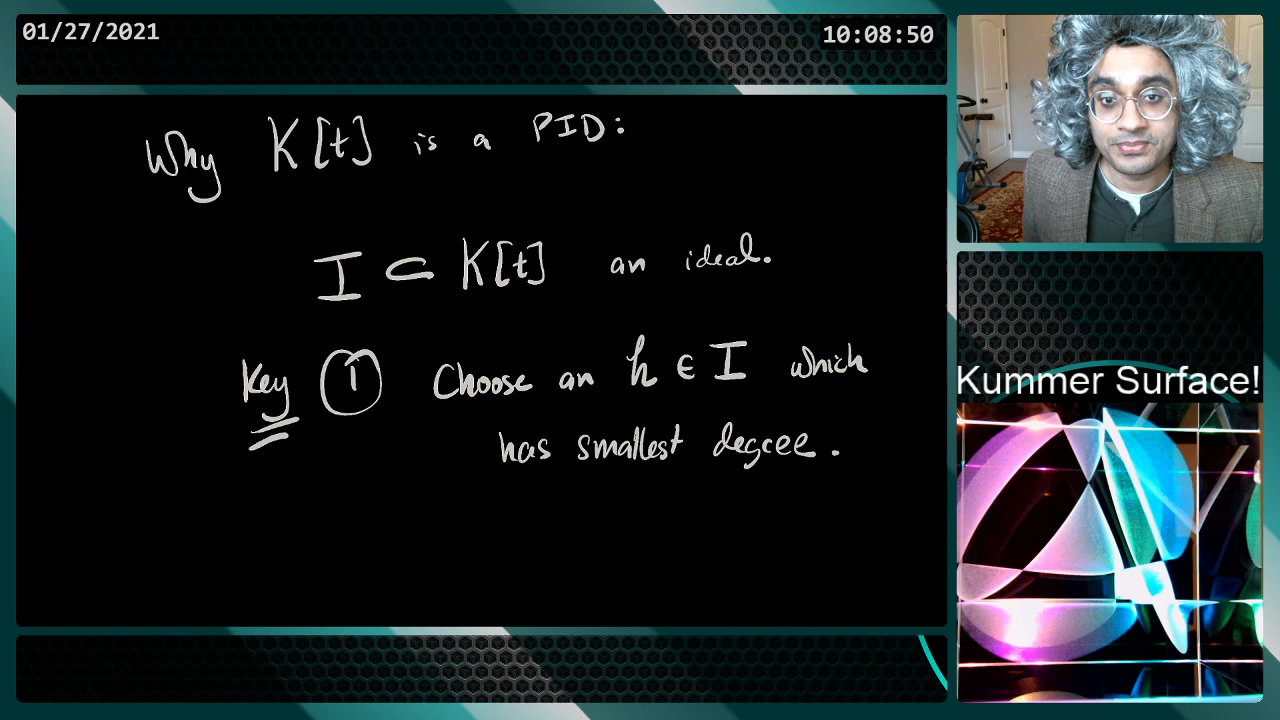 01/27/2021
10:08:50
Why K[t] is a PID:
I ⊂ K[t] an ideal.
Key ① Choose an h ∈ I which
has smallest degree.
Kummer Surface!